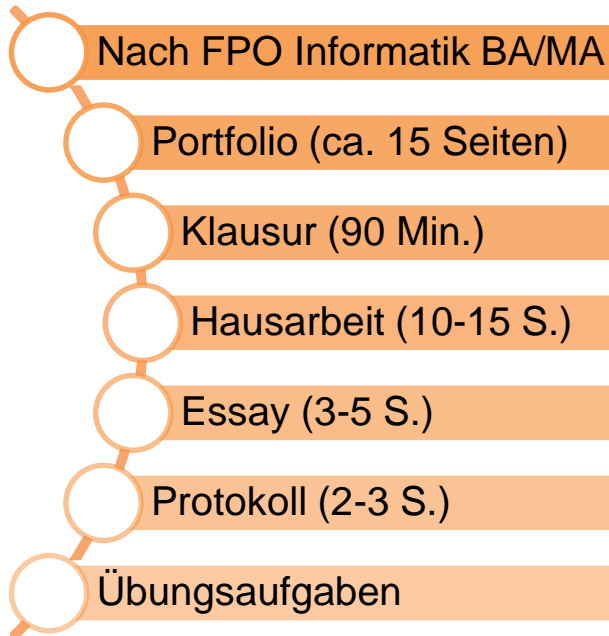 Nach FPO Informatik BA/MA
Portfolio (ca. 15 Seiten)
Klausur (90 Min.)
Hausarbeit (10-15 S.)
Essay (3-5 S.)
Protokoll (2-3 S.)
Übungsaufgaben